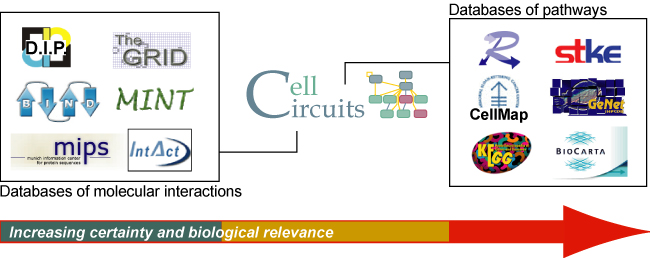 Databases of pathways
D.I.P.
The
GRID
BIND
MINT
mips
munich information center
for protein sequences
IntAct
Cell
Circuits
R
stke
CellMap
GeNet
KEGG
BIOCARTA
Databases of molecular interactions
Increasing certainty and biological relevance